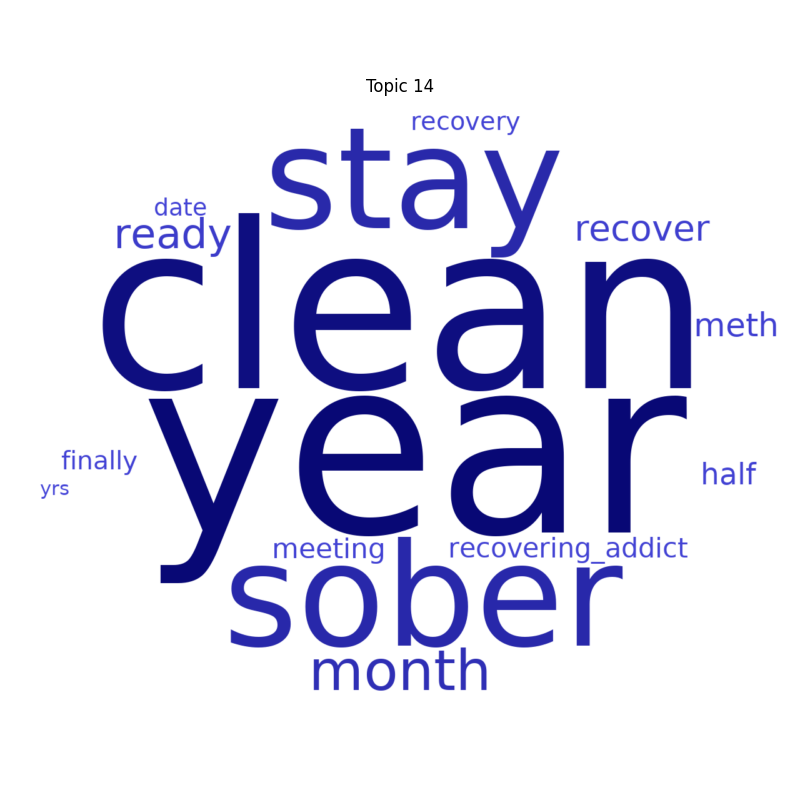 Topic 14
recovery
stay
date
ready
recover
clean
meth
year
finally
half
yrs
meeting
recovering_addict
sober
month